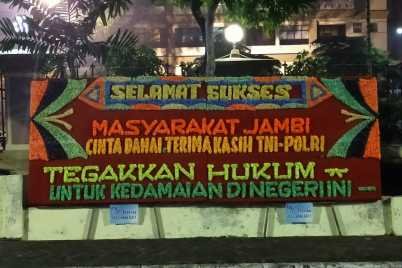 SELAMAT SUKSES
MASYARAKAT JAMBI
CINTA DAMAI TERIMA KASIH TNI-POLRI
TEGAKKAN HUKUM
UNTUK KEDAMAIAN DI NEGERI INI